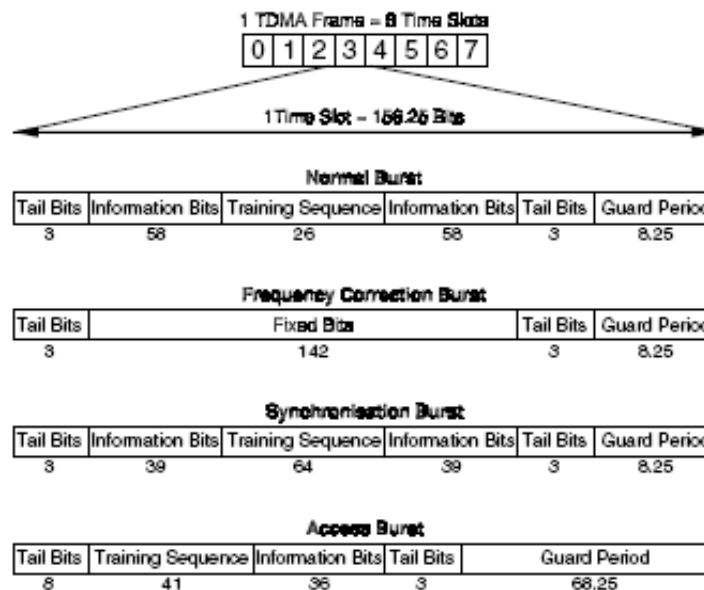 1 TDMA Frame = 8 Time Slots
0 1 2 3 4 5 6 7
1 Time Slot = 156.25 Bits
Normal Burst
Tail Bits Information Bits Training Sequence Information Bits Tail Bits Guard Period
3 58 26 58 3 8.25
Frequency Correction Burst
Tail Bits Fixed Bits Tail Bits Guard Period
3 142 3 8.25
Synchronisation Burst
Tail Bits Information Bits Training Sequence Information Bits Tail Bits Guard Period
3 39 64 39 3 8.25
Access Burst
Tail Bits Training Sequence Information Bits Tail Bits Guard Period
8 41 36 3 68.25